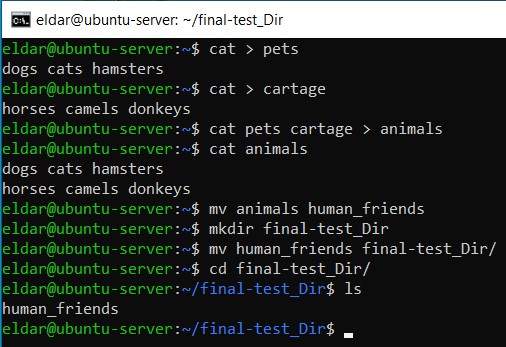 eldar@ubuntu-server: ~/final-test_Dir
eldar@ubuntu-server:~$ cat > pets
dogs cats hamsters
eldar@ubuntu-server:~$ cat > cartage
horses camels donkeys
eldar@ubuntu-server:~$ cat pets cartage > animals
eldar@ubuntu-server:~$ cat animals
dogs cats hamsters
horses camels donkeys
eldar@ubuntu-server:~$ mv animals human_friends
eldar@ubuntu-server:~$ mkdir final-test_Dir
eldar@ubuntu-server:~$ mv human_friends final-test_Dir/
eldar@ubuntu-server:~$ cd final-test_Dir/
eldar@ubuntu-server:~/final-test_Dir$ ls
human_friends
eldar@ubuntu-server:~/final-test_Dir$